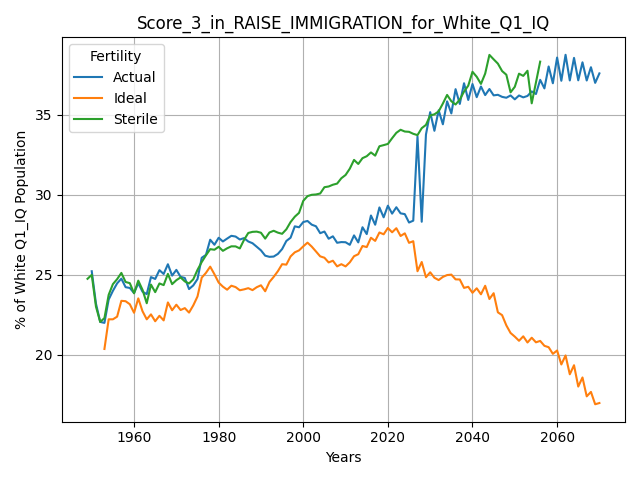 Score_3_in_RAISE_IMMIGRATION_for_White_Q1_IQ
Fertility
Actual
Ideal
Sterile
% of White Q1_IQ Population
35
30
25
20
1960 1980 2000 2020 2040 2060
Years